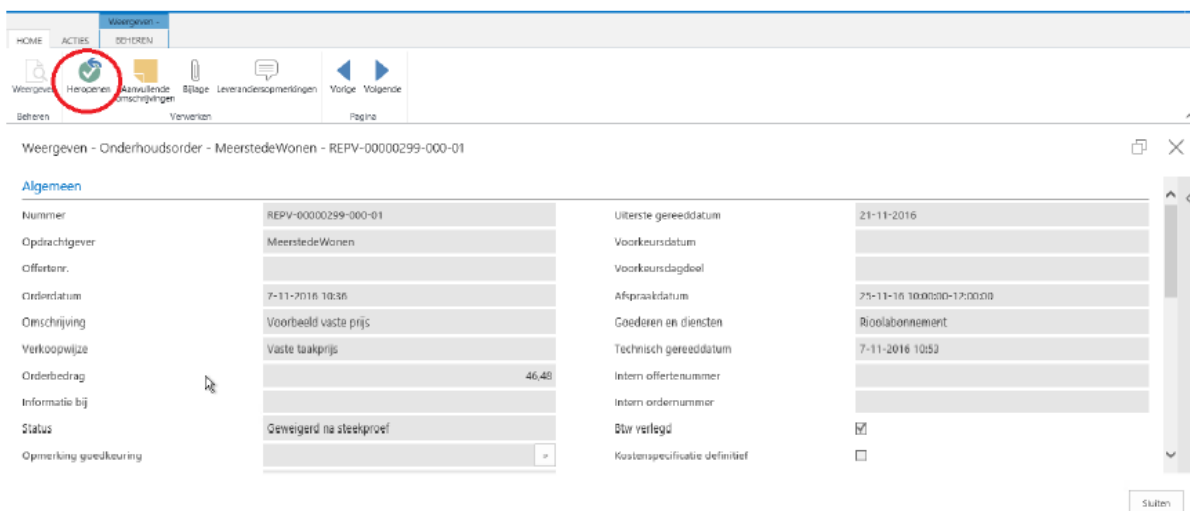 Weergeven -
HOME ACTIES BEHEREN
Weergeven Heropenen Aanvullende omschrijvingen Bijlage Leveranciersopmerkingen Vorige Volgende
Beheren Verwerken Pagina
Weergeven - Onderhoudsorder - MeerstedeWonen - REPV-00000299-000-01
Algemeen
Nummer REPV-00000299-000-01 Uiterste gereeddatum 21-11-2016
Opdrachtgever MeerstedeWonen Voorkeursdatum
Offertenr. Voorkeursdagdeel
Orderdatum 7-11-2016 10:36 Afspraakdatum 25-11-16 10:00:00-12:00:00
Omschrijving Voorbeeld vaste prijs Goederen en diensten Rioolabonnement
Verkoopwijze Vaste taakprijs Technisch gereeddatum 7-11-2016 10:53
Orderbedrag 46,48 Intern offertenummer
Informatie bij Intern ordernummer
Status Geweigerd na steekproef Btw verlegd
Opmerking goedkeuring Kostenspecificatie definitief
Sluiten